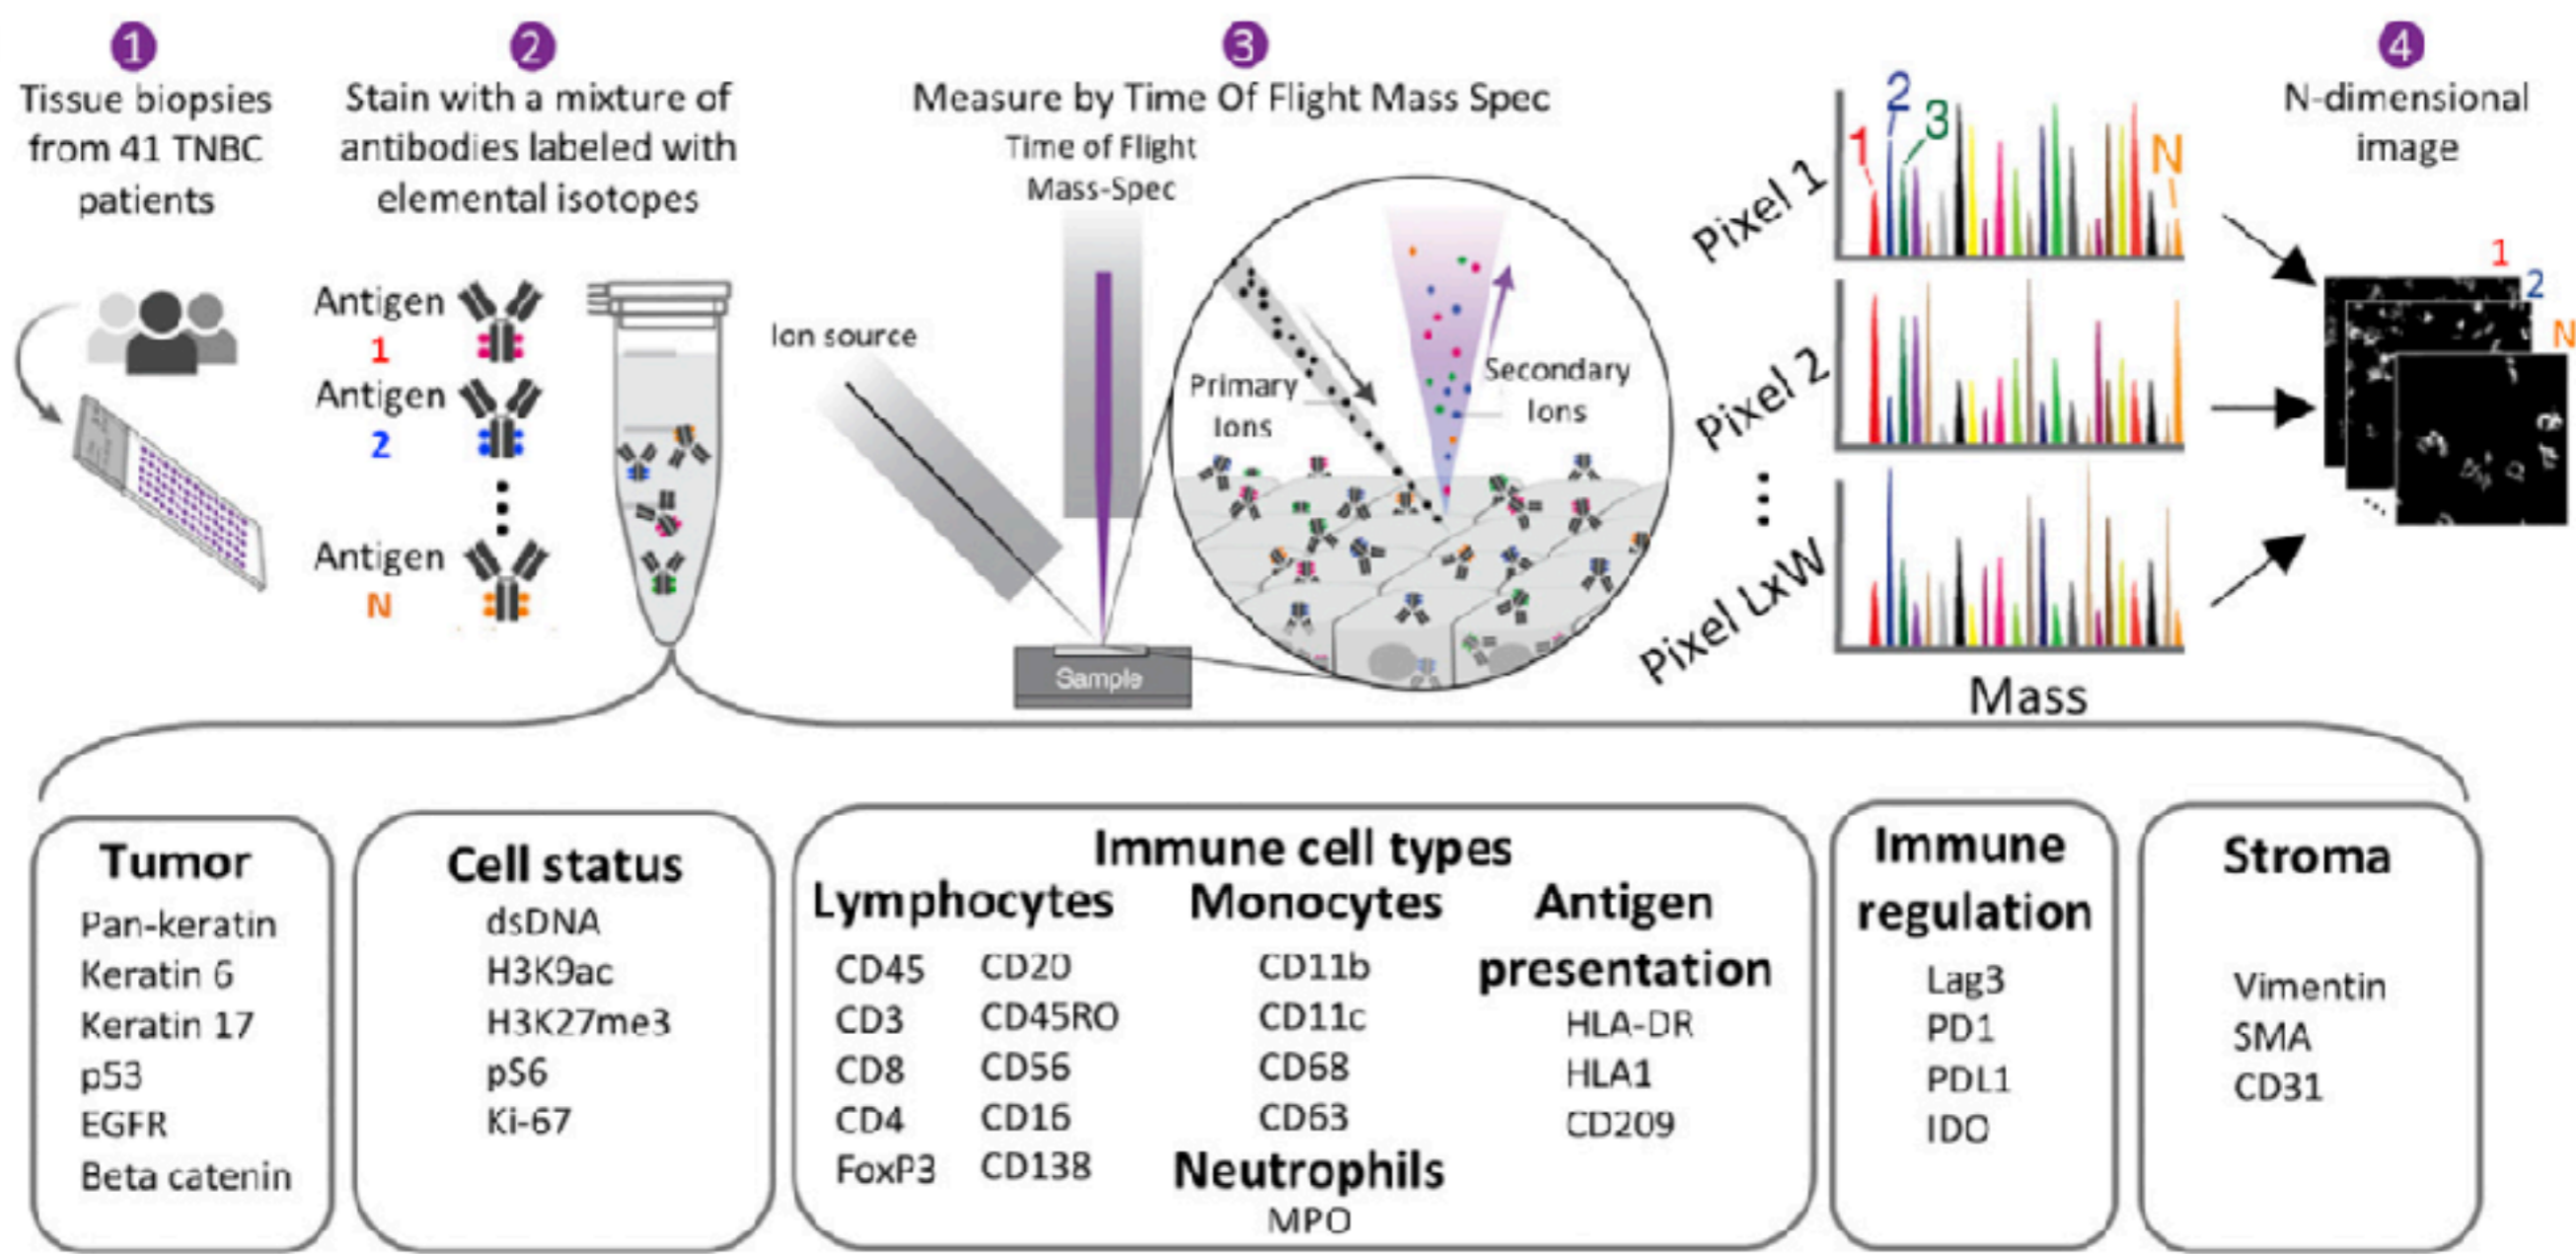 1
Tissue biopsies
from 41 TNBC
patients
2
Stain with a mixture of
antibodies labeled with
elemental isotopes
Antigen
1
Antigen
2
Antigen
N
3
Measure by Time Of Flight Mass Spec
Time of Flight
Mass-Spec
Ion source
Primary
Ions
Secondary
Ions
Sample
Pixel 1
1
2
3
N
Pixel 2
Pixel LxW
Mass
4
N-dimensional
image
1
2
N
Tumor
Pan-keratin
Keratin 6
Keratin 17
p53
EGFR
Beta catenin
Cell status
dsDNA
H3K9ac
H3K27me3
pS6
Ki-67
Immune cell types
Lymphocytes
CD45 CD20
CD3 CD45RO
CD8 CD56
CD4 CD16
FoxP3 CD138
Monocytes
CD11b
CD11c
CD68
CD63
Neutrophils
MPO
Antigen
presentation
HLA-DR
HLA1
CD209
Immune
regulation
Lag3
PD1
PDL1
IDO
Stroma
Vimentin
SMA
CD31